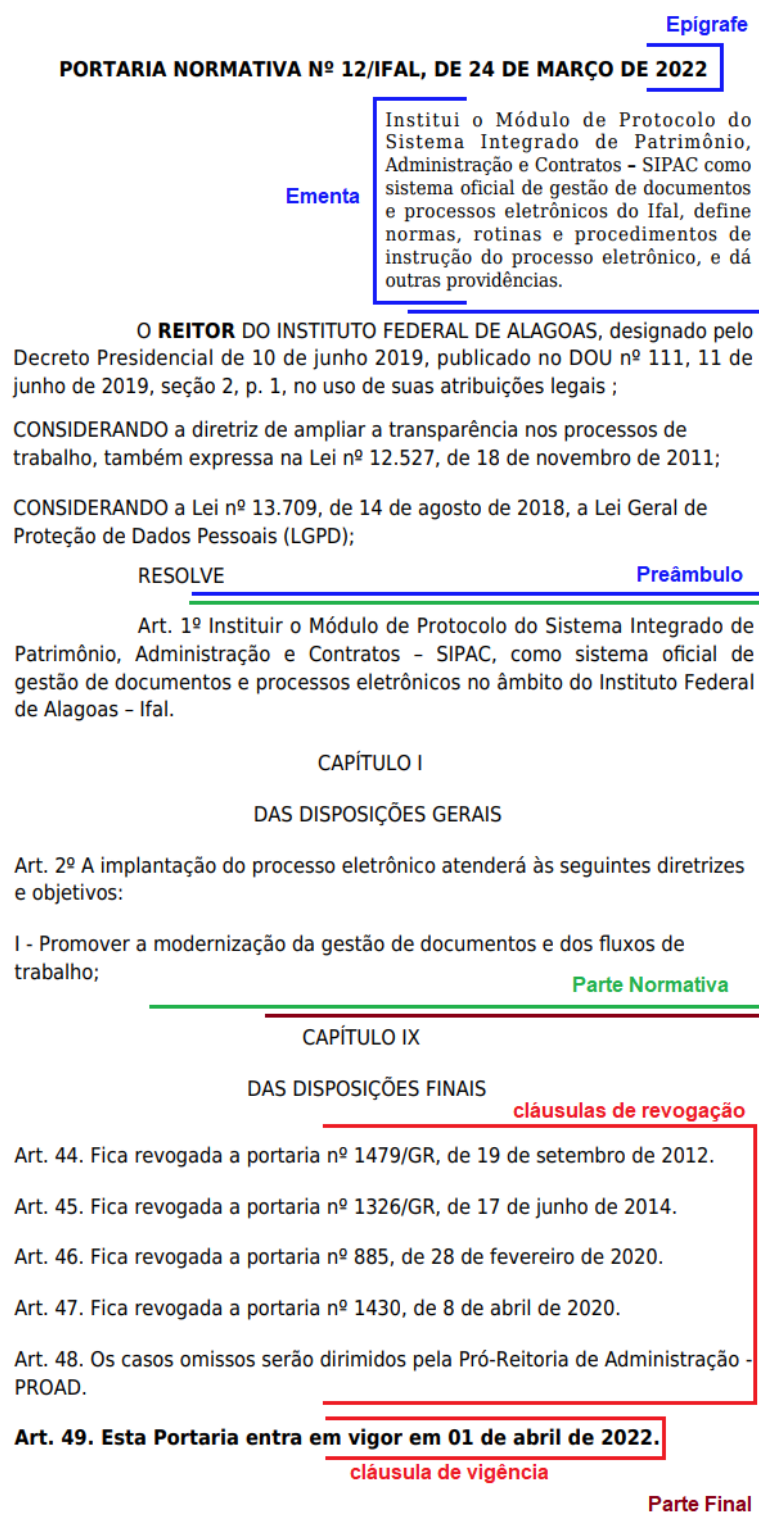 Epígrafe
PORTARIA NORMATIVA Nº 12/IFAL, DE 24 DE MARÇO DE 2022
Institui o Módulo de Protocolo do
Sistema Integrado de Patrimônio,
Administração e Contratos – SIPAC como
sistema oficial de gestão de documentos
e processos eletrônicos do Ifal, define
normas, rotinas e procedimentos de
instrução do processo eletrônico, e dá
outras providências.
Ementa
O REITOR DO INSTITUTO FEDERAL DE ALAGOAS, designado pelo
Decreto Presidencial de 10 de junho 2019, publicado no DOU nº 111, 11 de
junho de 2019, seção 2, p. 1, no uso de suas atribuições legais ;
CONSIDERANDO a diretriz de ampliar a transparência nos processos de
trabalho, também expressa na Lei nº 12.527, de 18 de novembro de 2011;
CONSIDERANDO a Lei nº 13.709, de 14 de agosto de 2018, a Lei Geral de
Proteção de Dados Pessoais (LGPD);
RESOLVE
Preâmbulo
Art. 1º Instituir o Módulo de Protocolo do Sistema Integrado de
Patrimônio, Administração e Contratos – SIPAC, como sistema oficial de
gestão de documentos e processos eletrônicos no âmbito do Instituto Federal
de Alagoas – Ifal.
CAPÍTULO I
DAS DISPOSIÇÕES GERAIS
Art. 2º A implantação do processo eletrônico atenderá às seguintes diretrizes
e objetivos:
I - Promover a modernização da gestão de documentos e dos fluxos de
trabalho;
Parte Normativa
CAPÍTULO IX
DAS DISPOSIÇÕES FINAIS
cláusulas de revogação
Art. 44. Fica revogada a portaria nº 1479/GR, de 19 de setembro de 2012.
Art. 45. Fica revogada a portaria nº 1326/GR, de 17 de junho de 2014.
Art. 46. Fica revogada a portaria nº 885, de 28 de fevereiro de 2020.
Art. 47. Fica revogada a portaria nº 1430, de 8 de abril de 2020.
Art. 48. Os casos omissos serão dirimidos pela Pró-Reitoria de Administração -
PROAD.
Art. 49. Esta Portaria entra em vigor em 01 de abril de 2022.
cláusula de vigência
Parte Final